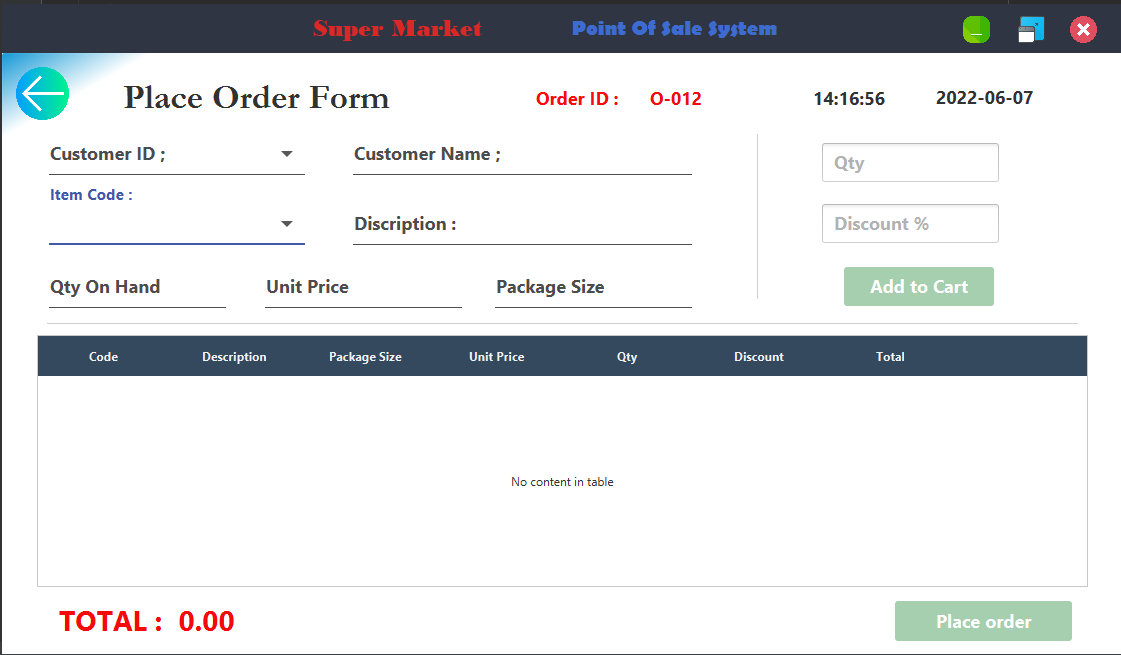 Super Market Point Of Sale System
Place Order Form Order ID : O-012 14:16:56 2022-06-07
Customer ID ; Customer Name ; Qty
Item Code :
Discription : Discount %
Qty On Hand Unit Price Package Size Add to Cart
Code Description Package Size Unit Price Qty Discount Total
No content in table
TOTAL : 0.00 Place order